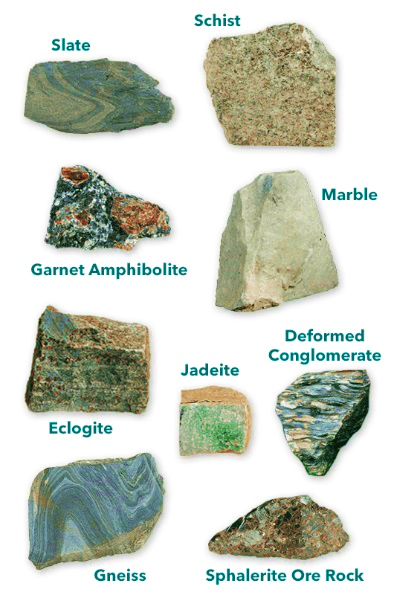 Schist
Slate
Marble
Garnet Amphibolite
Deformed
Conglomerate
Jadeite
Eclogite
Gneiss
Sphalerite Ore Rock